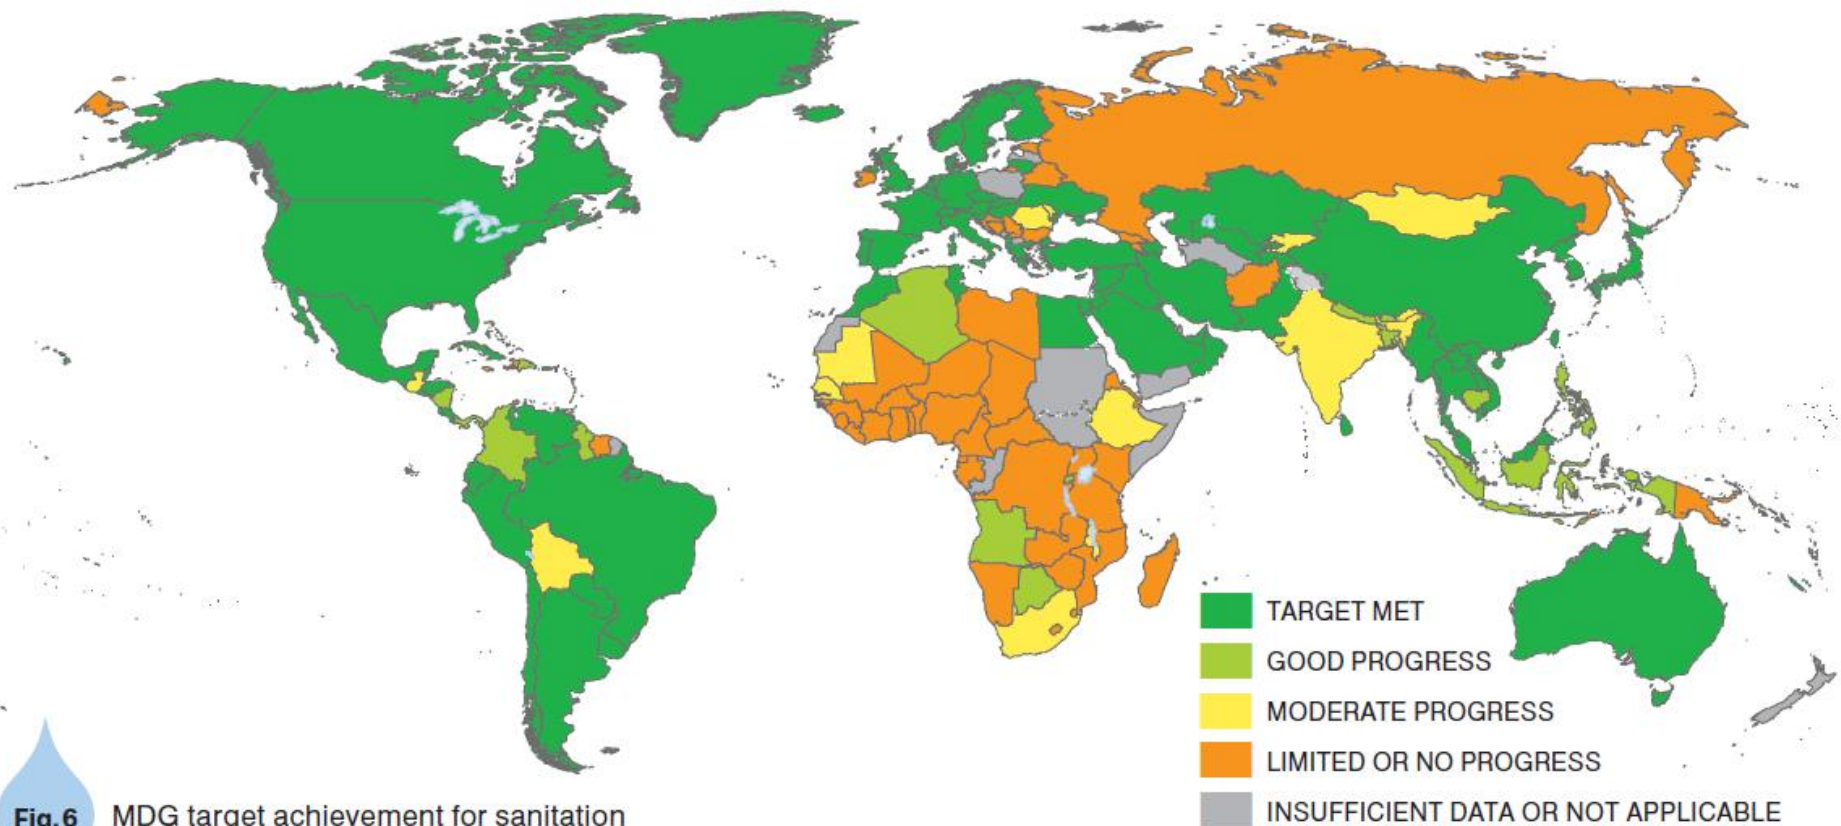 TARGET MET
GOOD PROGRESS
MODERATE PROGRESS
LIMITED OR NO PROGRESS
INSUFFICIENT DATA OR NOT APPLICABLE
Fig. 6 MDG target achievement for sanitation